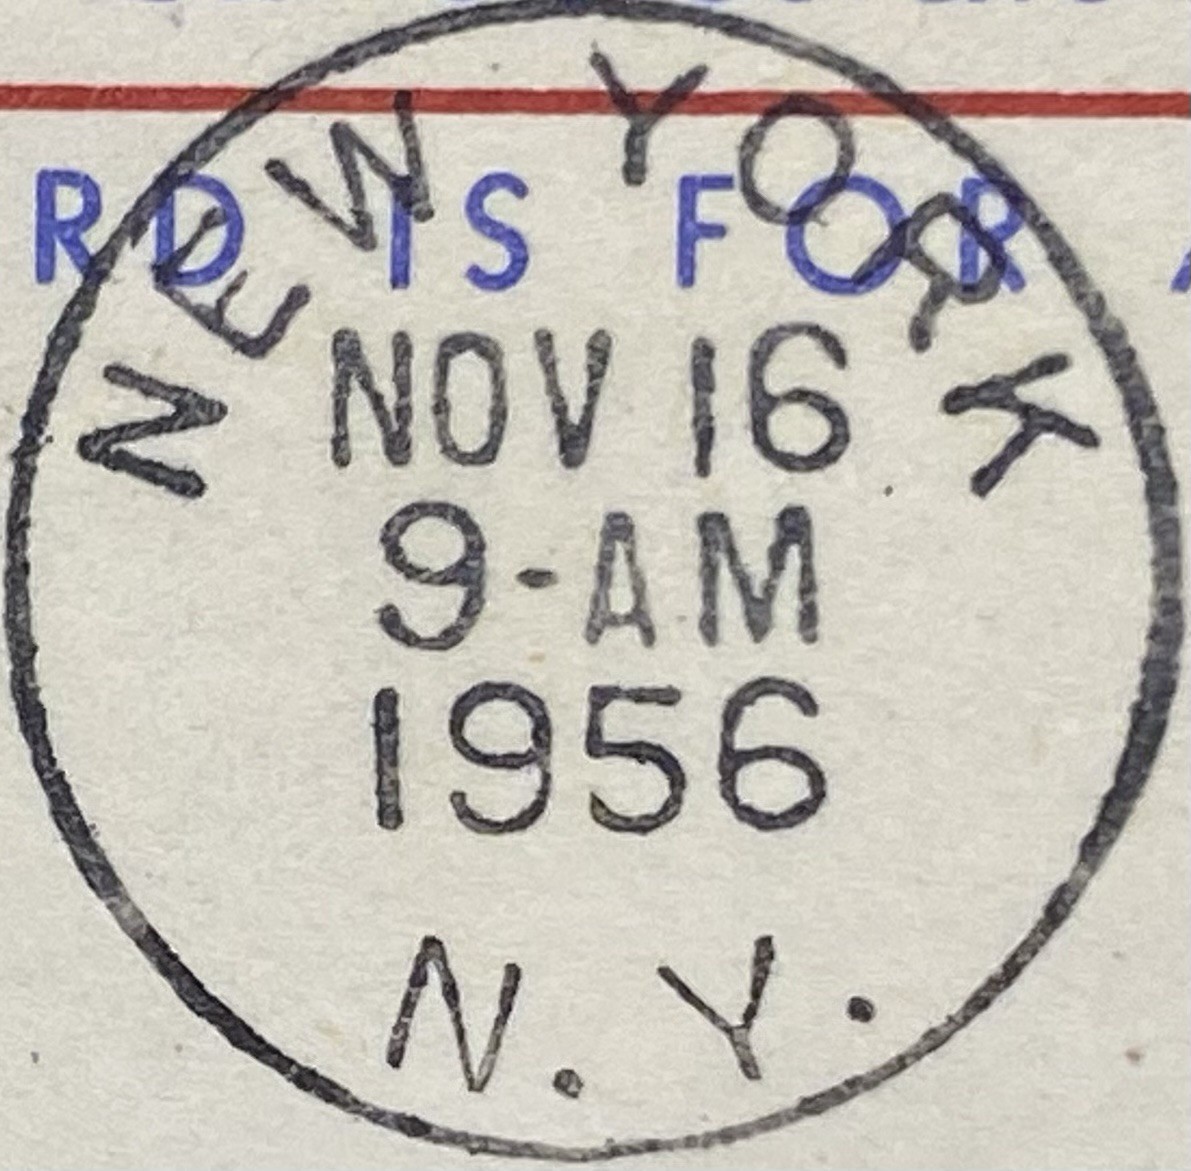 RD IS FOR
NEW YORK
NOV 16
9-AM
1956
N. Y.